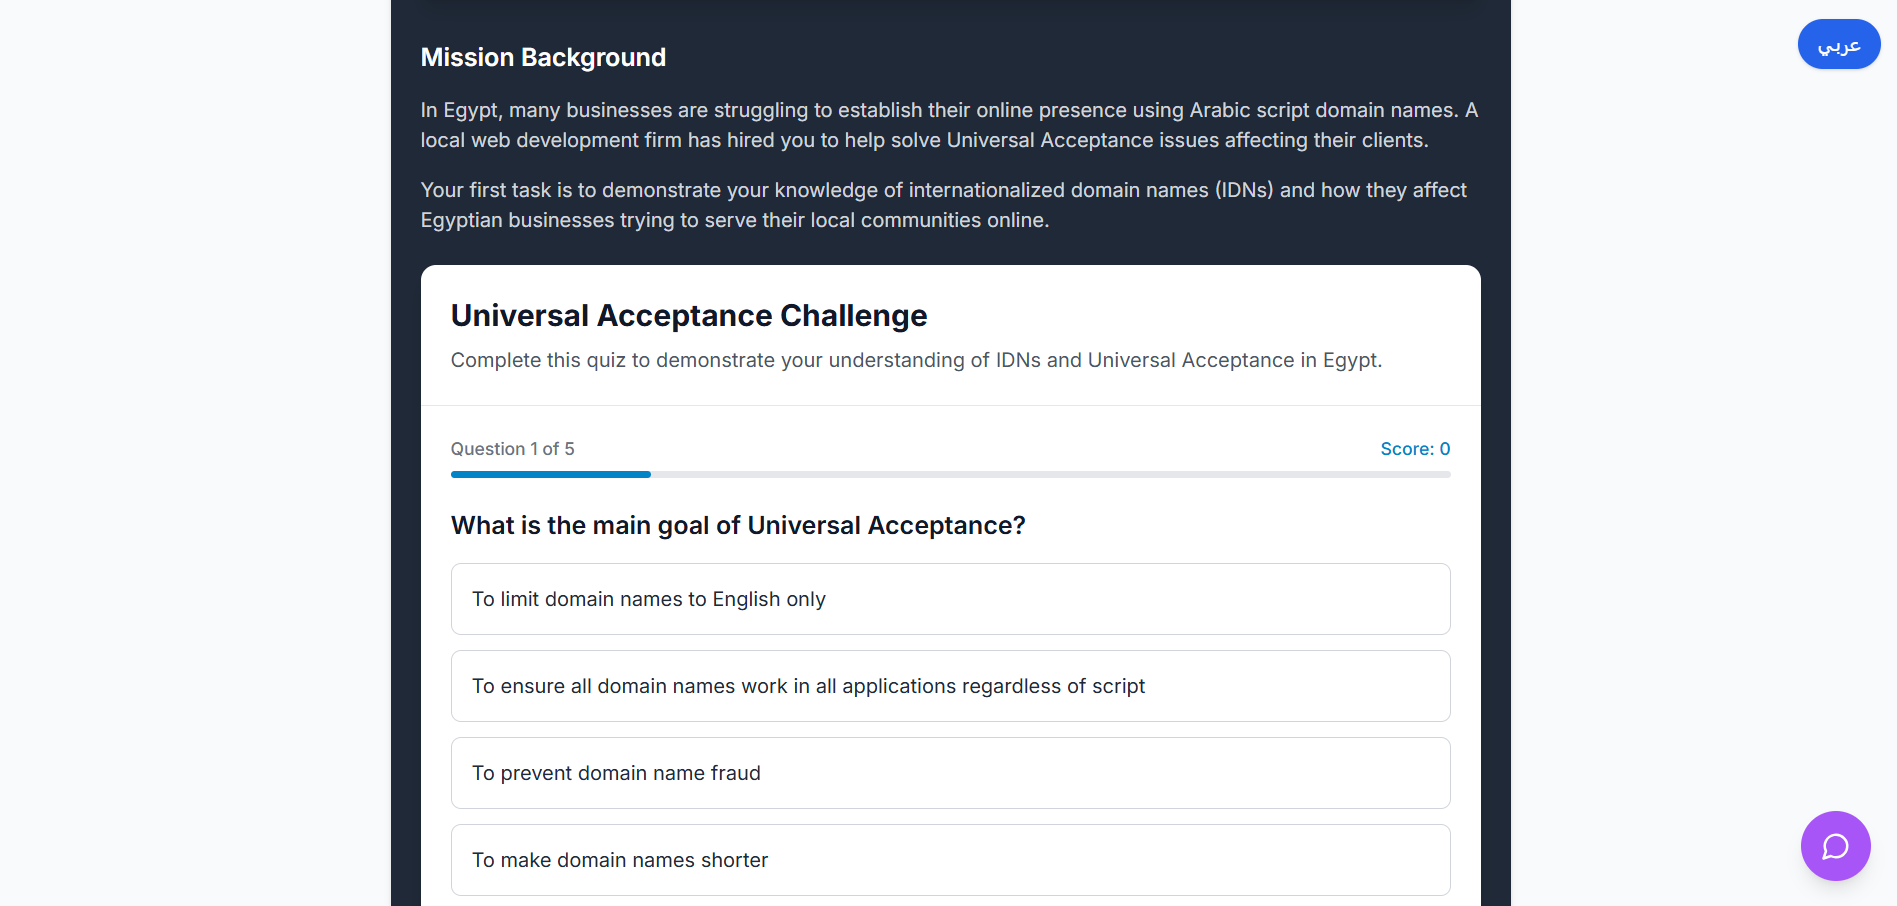 عربي
Mission Background
In Egypt, many businesses are struggling to establish their online presence using Arabic script domain names. A
local web development firm has hired you to help solve Universal Acceptance issues affecting their clients.
Your first task is to demonstrate your knowledge of internationalized domain names (IDNs) and how they affect
Egyptian businesses trying to serve their local communities online.
Universal Acceptance Challenge
Complete this quiz to demonstrate your understanding of IDNs and Universal Acceptance in Egypt.
Question 1 of 5
Score: 0
What is the main goal of Universal Acceptance?
To limit domain names to English only
To ensure all domain names work in all applications regardless of script
To prevent domain name fraud
To make domain names shorter